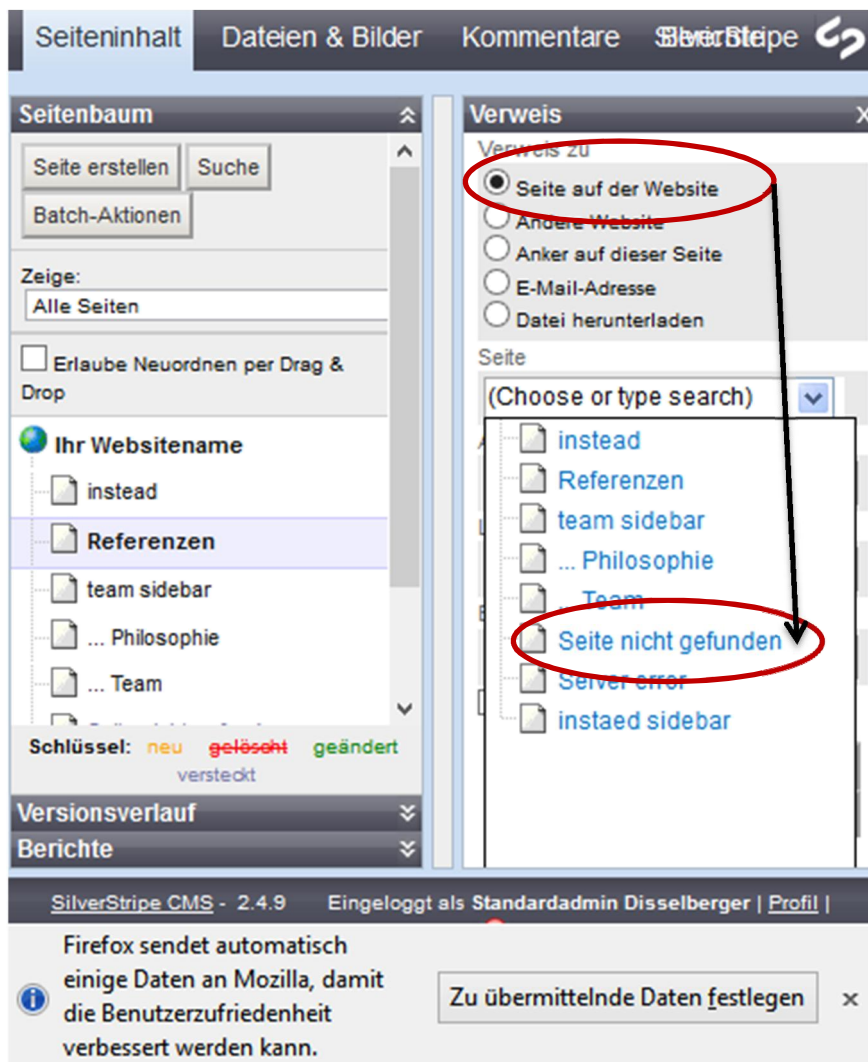 Seiteninhalt Dateien & Bilder Kommentare Berichte SilverStripe
Seitenbaum
Seite erstellen Suche
Batch-Aktionen
Zeige:
Alle Seiten
Erlaube Neuordnen per Drag &
Drop
Ihr Websitename
instead
Referenzen
team sidebar
... Philosophie
... Team
Schlüssel: neu gelöscht geändert
versteckt
Versionsverlauf
Berichte
Verweis X
Verweis zu
Seite auf der Website
Andere Website
Anker auf dieser Seite
E-Mail-Adresse
Datei herunterladen
Seite
(Choose or type search)
instead
Referenzen
team sidebar
... Philosophie
... Team
Seite nicht gefunden
Server error
instaed sidebar
SilverStripe CMS - 2.4.9 Eingeloggt als Standardadmin Disselberger | Profil |
Firefox sendet automatisch
einige Daten an Mozilla, damit
die Benutzerzufriedenheit
verbessert werden kann.
Zu übermittelnde Daten festlegen ×